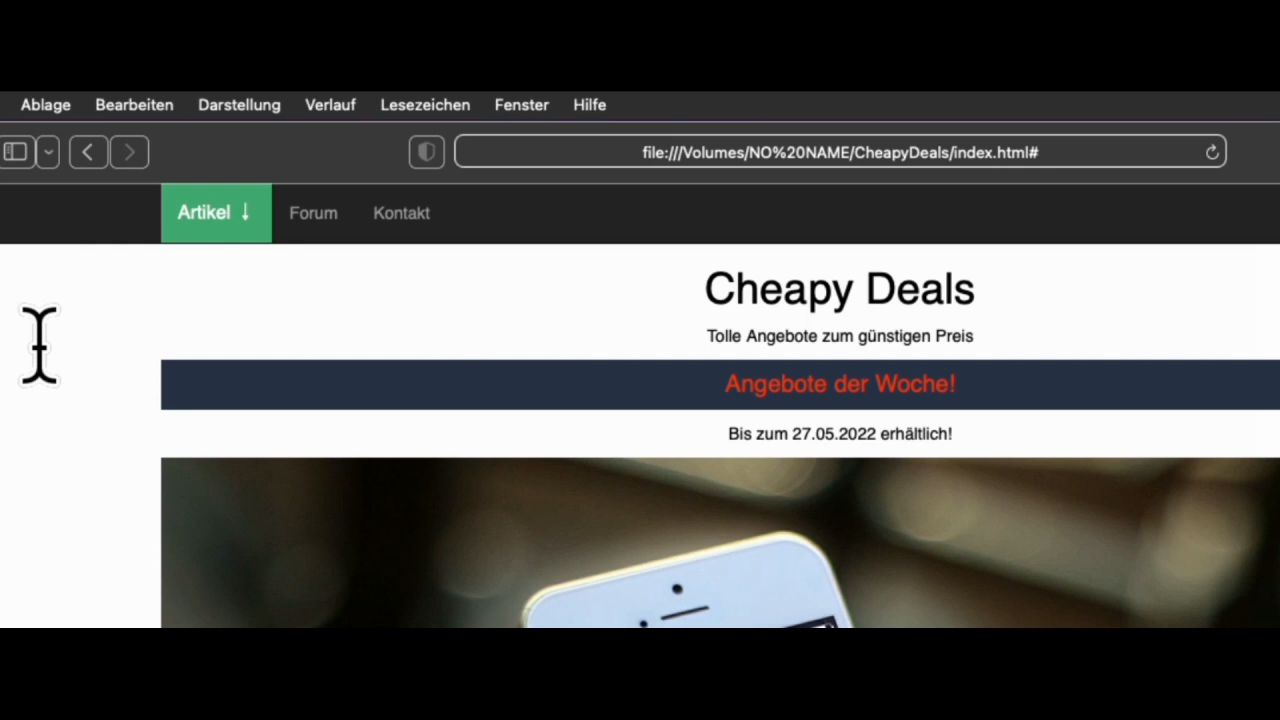 Ablage Bearbeiten Darstellung Verlauf Lesezeichen Fenster Hilfe
file:///Volumes/NO%20NAME/CheapyDeals/index.html#
Artikel ↓ Forum Kontakt
Cheapy Deals
Tolle Angebote zum günstigen Preis
Angebote der Woche!
Bis zum 27.05.2022 erhältlich!